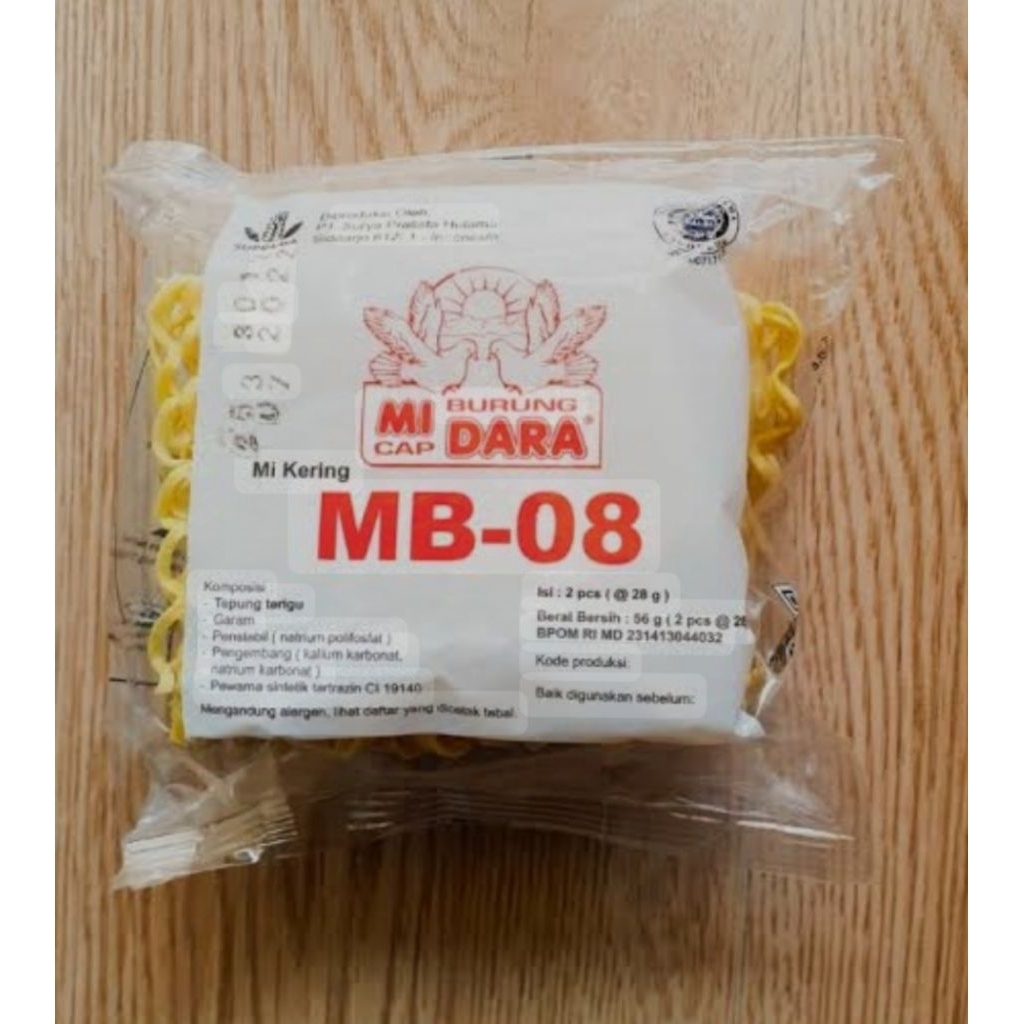 Diproduksi Oleh:
PT. Surya Pratista Hutama
Sidoarjo - Indonesia
MI BURUNG
CAP DARA®
Mi Kering
MB-08
Komposisi :
- Tepung terigu
- Garam
- Penstabil ( natrium polifosfat )
- Pengembang ( kalium karbonat,
natrium karbonat )
- Pewarna sintetik tartrazin CI 19140
Mengandung alergen, lihat daftar yang dicetak tebal.
Isi : 2 pcs ( @ 28 g )
Berat Bersih : 56 g ( 2 pcs @ 28
BPOM RI MD 231413044032
Kode produksi:
Baik digunakan sebelum: